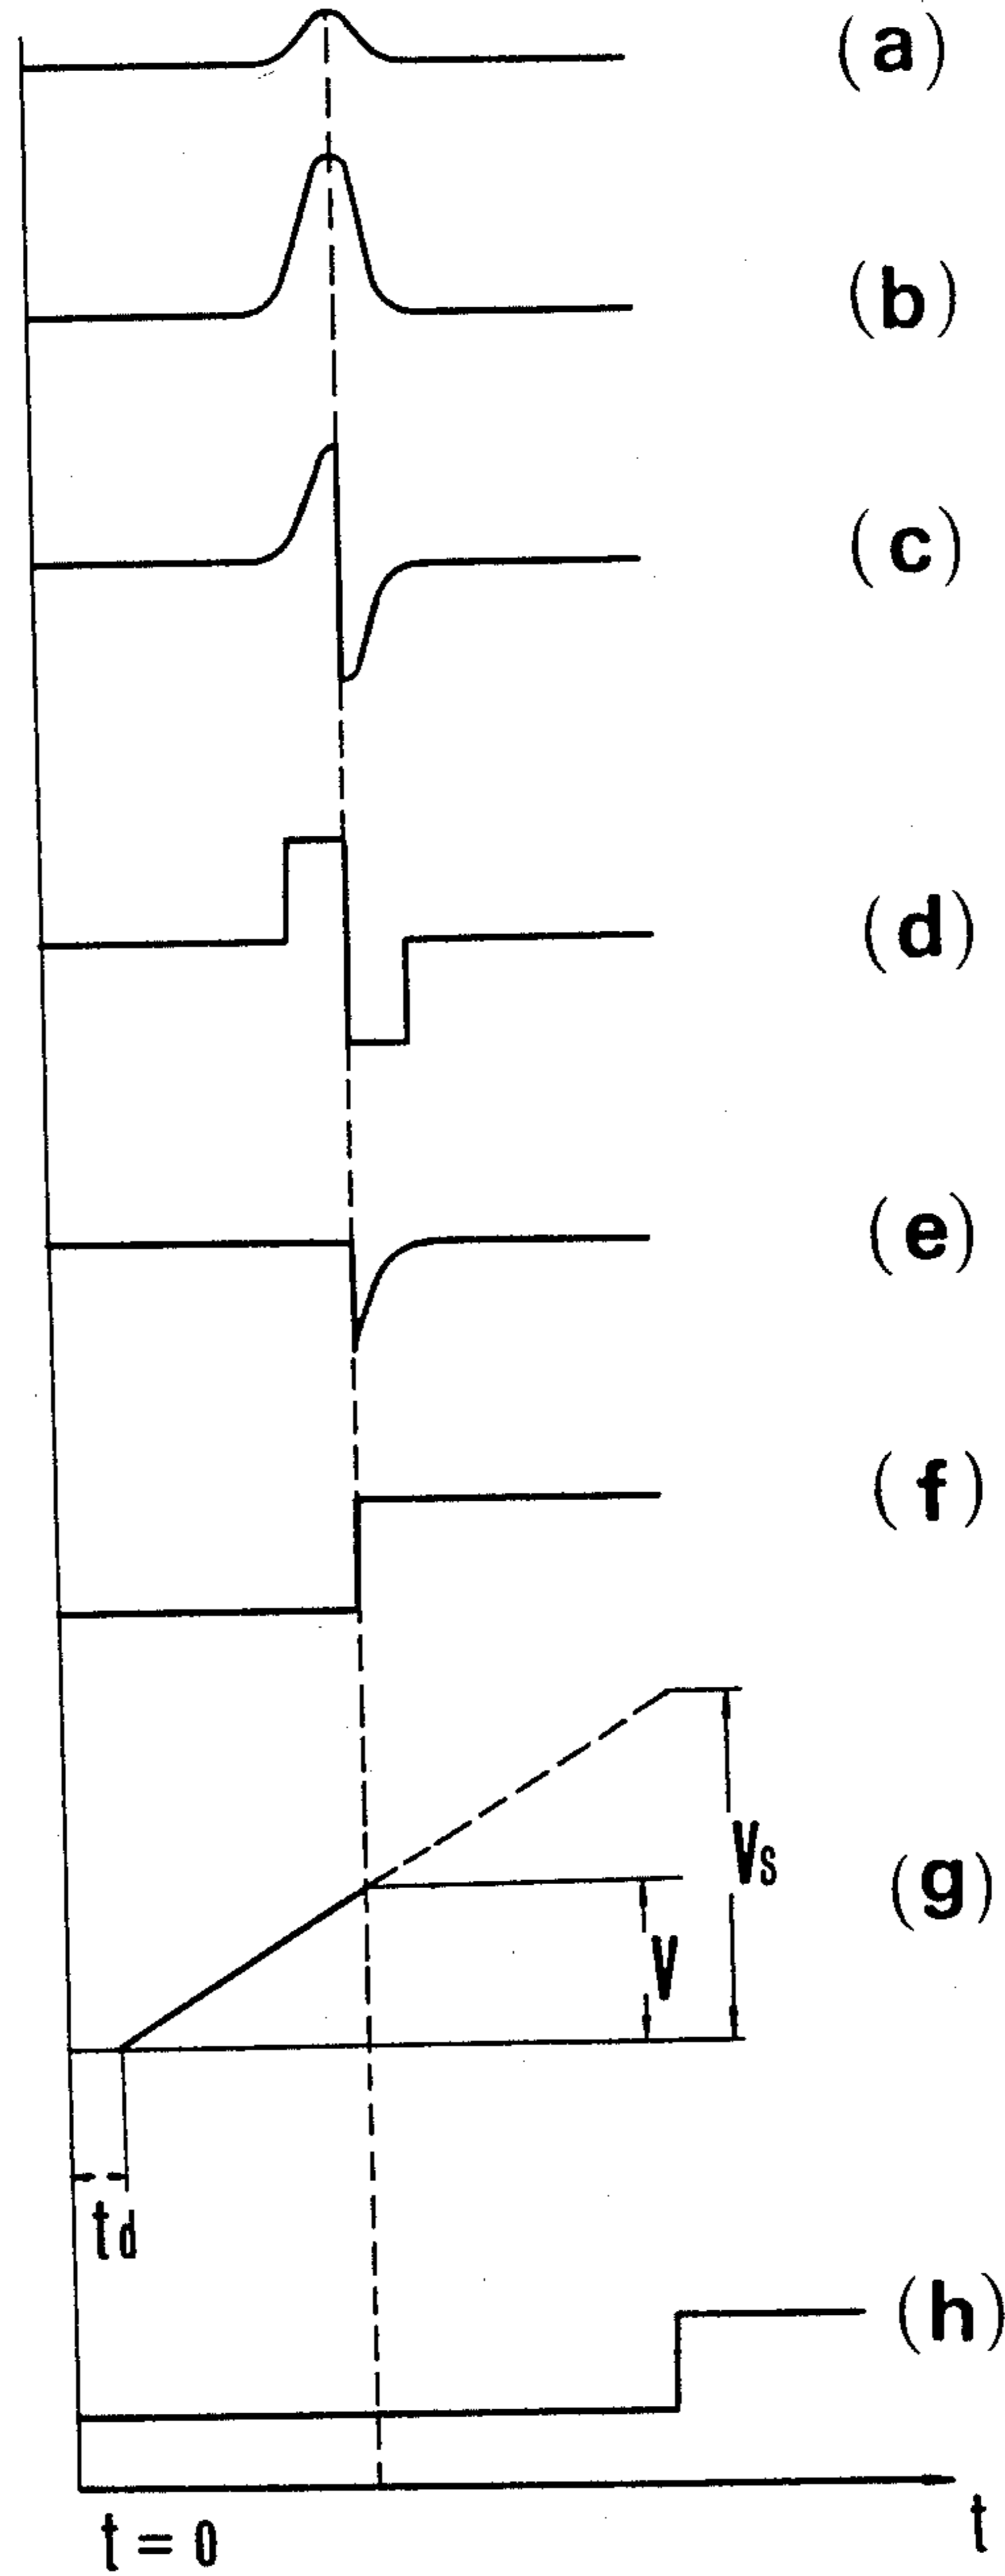 (a)
(b)
(c)
(d)
(e)
(f)
Vs
(g)
V
td
(h)
t
t = 0